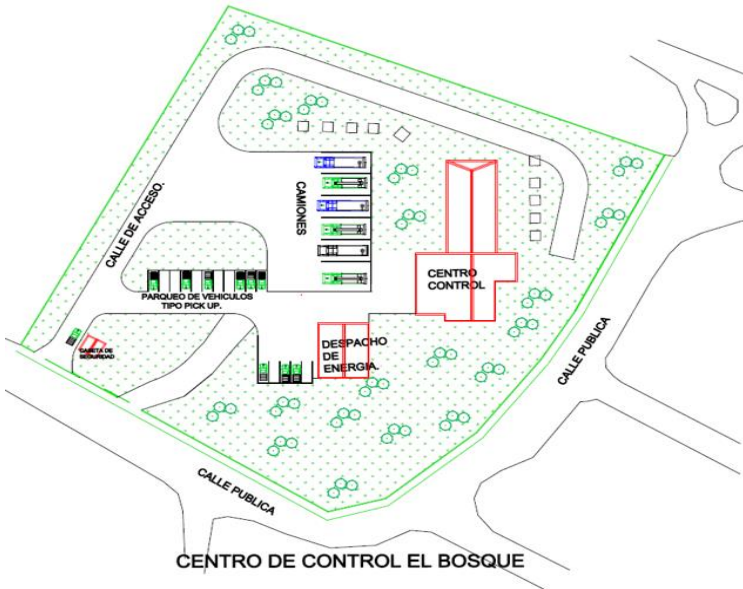 CALLE DE ACCESO.
CAMIONES
CENTRO
CONTROL
PARQUEO DE VEHICULOS
TIPO PICK UP.
CASETA DE
SEGURIDAD
DESPACHO
DE
ENERGIA.
CALLE PUBLICA
CALLE PUBLICA
CENTRO DE CONTROL EL BOSQUE